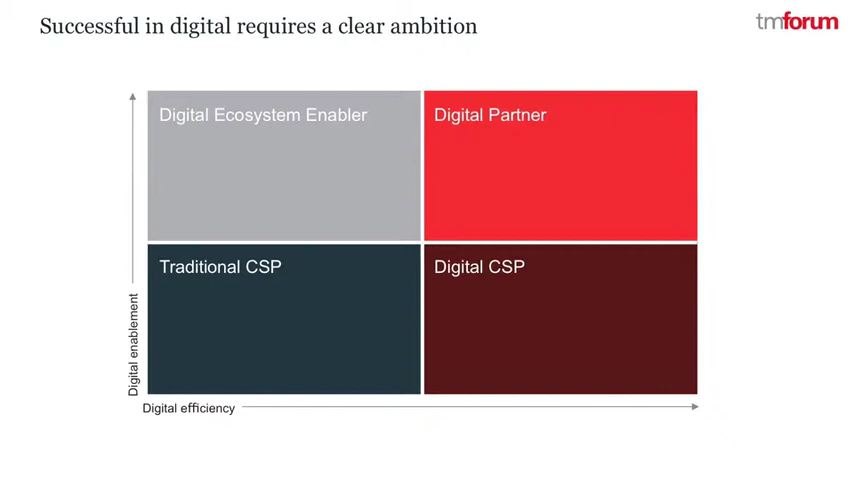 Successful in digital requires a clear ambition
tmforum
Digital Ecosystem Enabler
Digital Partner
Traditional CSP
Digital CSP
Digital enablement
Digital efficiency